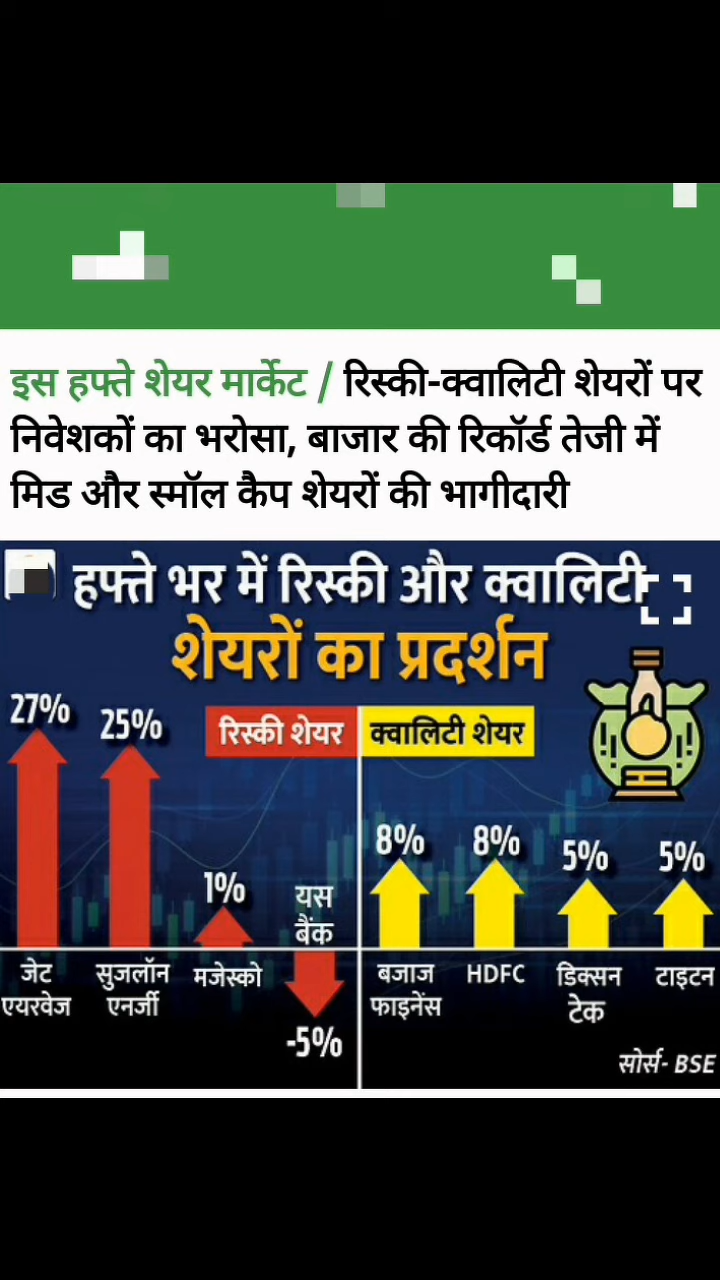 इस हफ्ते शेयर मार्केट / रिस्की-क्वालिटी शेयरों पर
निवेशकों का भरोसा, बाजार की रिकॉर्ड तेजी में
मिड और स्मॉल कैप शेयरों की भागीदारी
हफ्ते भर में रिस्की और क्वालिटी
शेयरों का प्रदर्शन
रिस्की शेयर
27%
25%
1%
यस
बैंक
जेट
एयरवेज
सुजलॉन
एनर्जी
मजेस्को
-5%
क्वालिटी शेयर
8%
8%
5%
5%
बजाज
फाइनेंस
HDFC
डिक्सन
टेक
टाइटन
सोर्स- BSE